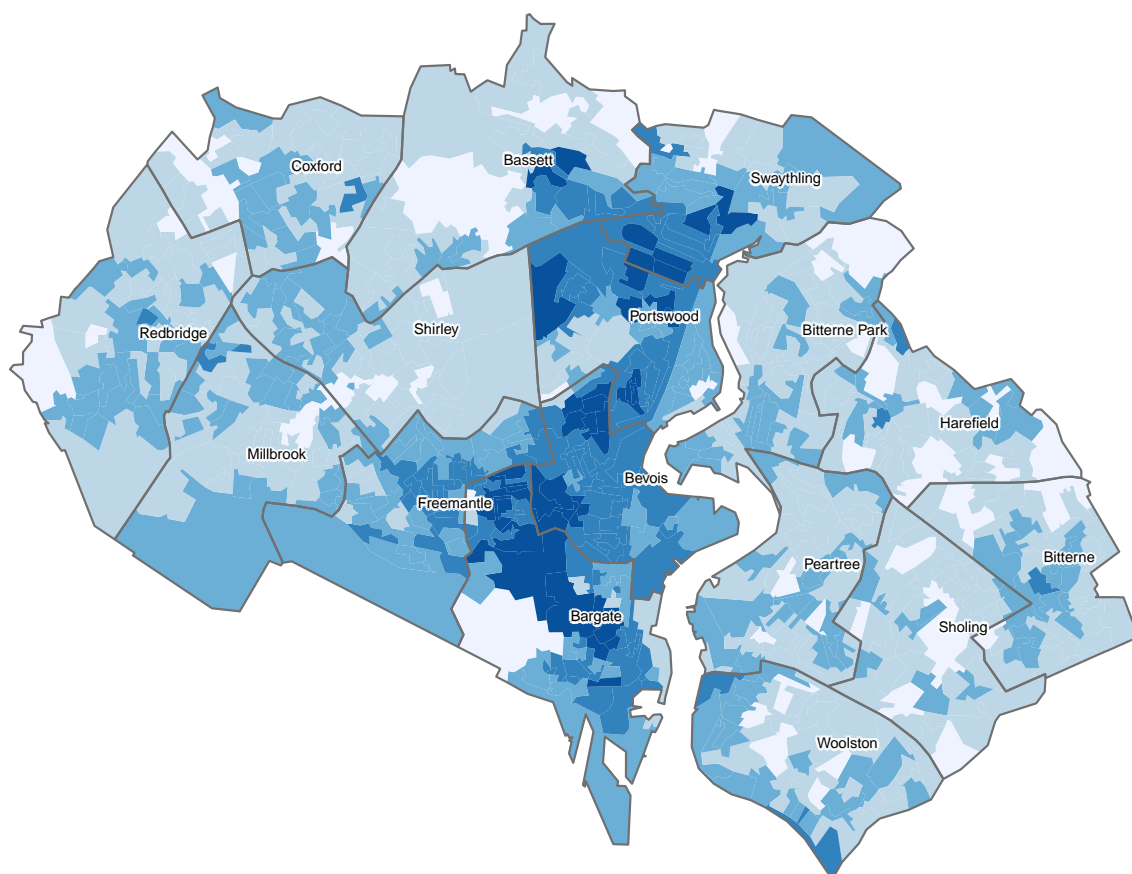 Bassett
Coxford
Swaythling
Portswood
Shirley
Bitterne Park
Redbridge
Harefield
Millbrook
Bevois
Freemantle
Bitterne
Peartree
Bargate
Sholing
Woolston